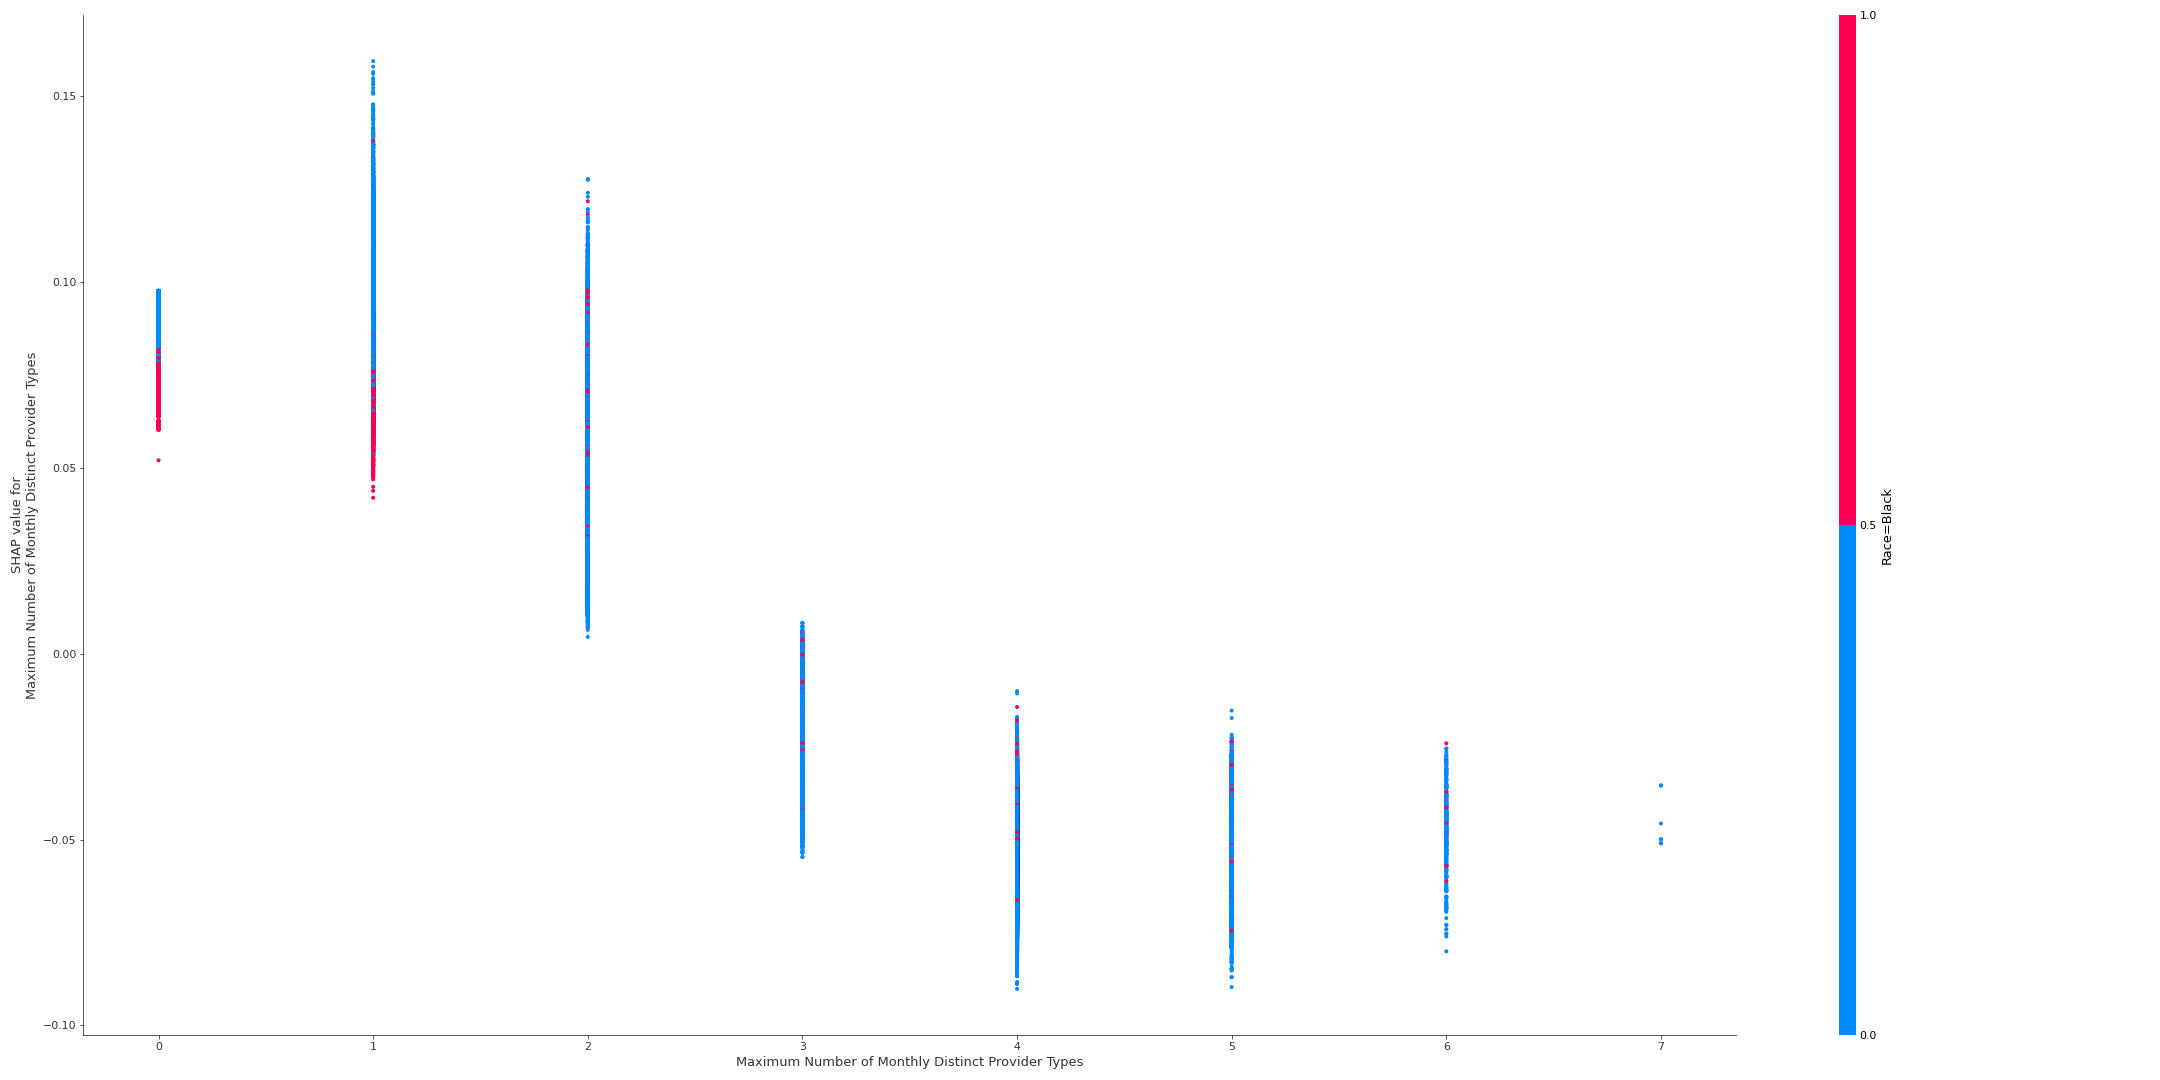 SHAP value for
Maximum Number of Monthly Distinct Provider Types
0.15
0.10
0.05
0.00
−0.05
−0.10
0 1 2 3 4 5 6 7
Maximum Number of Monthly Distinct Provider Types
1.0
0.5
0.0
Race=Black